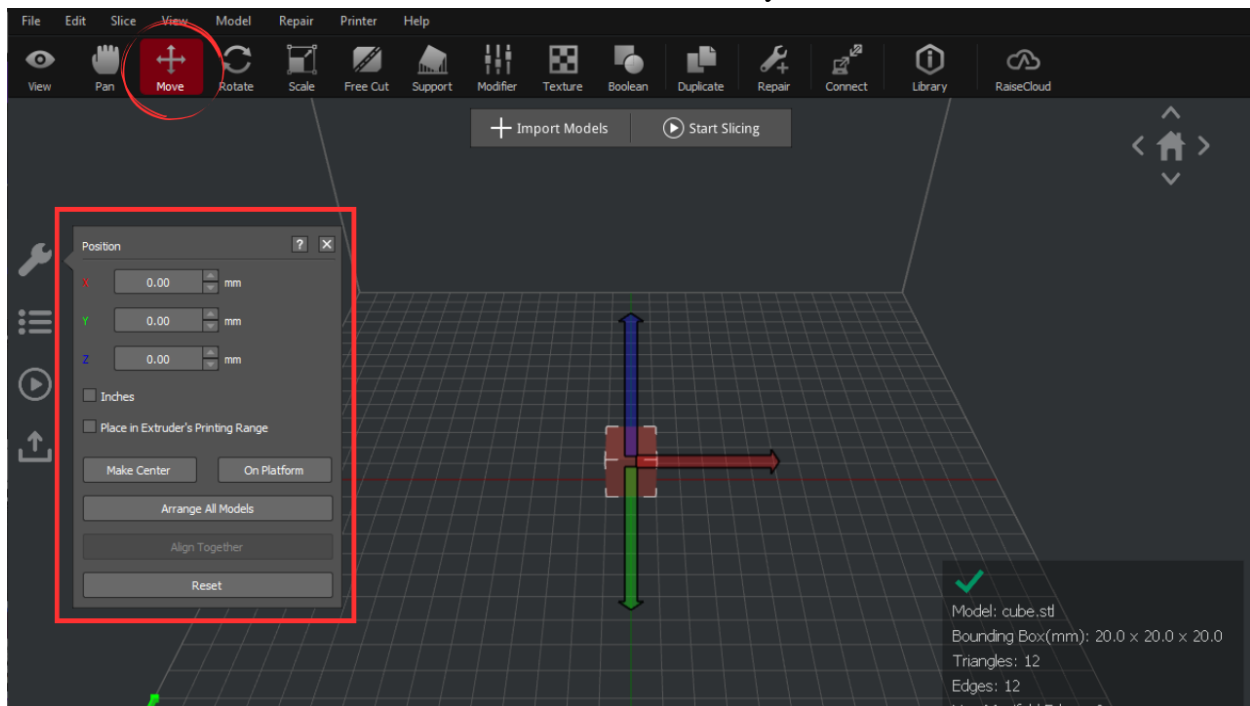 File Edit Slice View Model Repair Printer Help
View Pan Move Rotate Scale Free Cut Support Modifier Texture Boolean Duplicate Repair Connect Library RaiseCloud
Import Models Start Slicing
Position ?
X 0.00 mm
Y 0.00 mm
Z 0.00 mm
Inches
Place in Extruder's Printing Range
Make Center On Platform
Arrange All Models
Align Together
Reset
Model: cube.stl
Bounding Box(mm): 20.0 x 20.0 x 20.0
Triangles: 12
Edges: 12